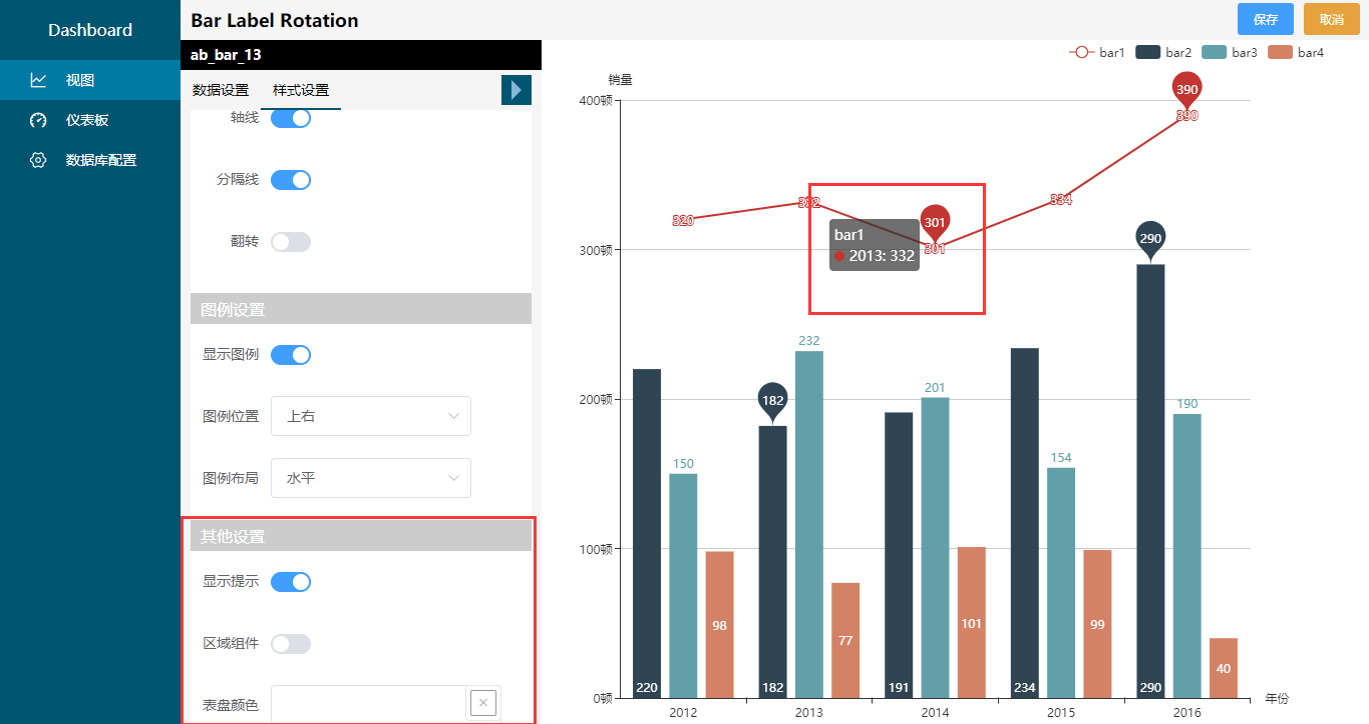 Dashboard
视图
仪表板
数据库配置
Bar Label Rotation
保存
取消
ab_bar_13
数据设置 样式设置
轴线
分隔线
翻转
图例设置
显示图例
图例位置 上右
图例布局 水平
其他设置
显示提示
区域组件
表盘颜色
bar1 bar2 bar3 bar4
销量
400顿
300顿
200顿
100顿
0顿
390
390
320
332
301
301
334
bar1
2013: 332
290
182
232
201
190
150
154
98
77
101
99
40
220
182
191
234
290
2012 2013 2014 2015 2016
年份